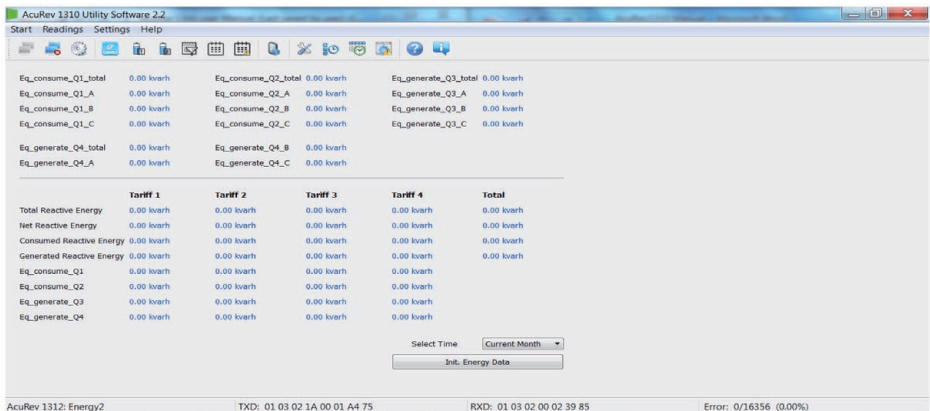 AcuRev 1310 Utility Software 2.2
Start Readings Settings Help
Eq_consume_Q1_total 0.00 kvarh Eq_consume_Q2_total 0.00 kvarh Eq_generate_Q3_total 0.00 kvarh
Eq_consume_Q1_A 0.00 kvarh Eq_consume_Q2_A 0.00 kvarh Eq_generate_Q3_A 0.00 kvarh
Eq_consume_Q1_B 0.00 kvarh Eq_consume_Q2_B 0.00 kvarh Eq_generate_Q3_B 0.00 kvarh
Eq_consume_Q1_C 0.00 kvarh Eq_consume_Q2_C 0.00 kvarh Eq_generate_Q3_C 0.00 kvarh
Eq_generate_Q4_total 0.00 kvarh Eq_generate_Q4_B 0.00 kvarh
Eq_generate_Q4_A 0.00 kvarh Eq_generate_Q4_C 0.00 kvarh
Tariff 1 Tariff 2 Tariff 3 Tariff 4 Total
Total Reactive Energy 0.00 kvarh 0.00 kvarh 0.00 kvarh 0.00 kvarh 0.00 kvarh
Net Reactive Energy 0.00 kvarh 0.00 kvarh 0.00 kvarh 0.00 kvarh 0.00 kvarh
Consumed Reactive Energy 0.00 kvarh 0.00 kvarh 0.00 kvarh 0.00 kvarh 0.00 kvarh
Generated Reactive Energy 0.00 kvarh 0.00 kvarh 0.00 kvarh 0.00 kvarh 0.00 kvarh
Eq_consume_Q1 0.00 kvarh 0.00 kvarh 0.00 kvarh 0.00 kvarh
Eq_consume_Q2 0.00 kvarh 0.00 kvarh 0.00 kvarh 0.00 kvarh
Eq_generate_Q3 0.00 kvarh 0.00 kvarh 0.00 kvarh 0.00 kvarh
Eq_generate_Q4 0.00 kvarh 0.00 kvarh 0.00 kvarh 0.00 kvarh
Select Time Current Month
Init. Energy Data
AcuRev 1312: Energy2 TXD: 01 03 02 1A 00 01 A4 75 RXD: 01 03 02 00 02 39 85 Error: 0/16356 (0.00%)